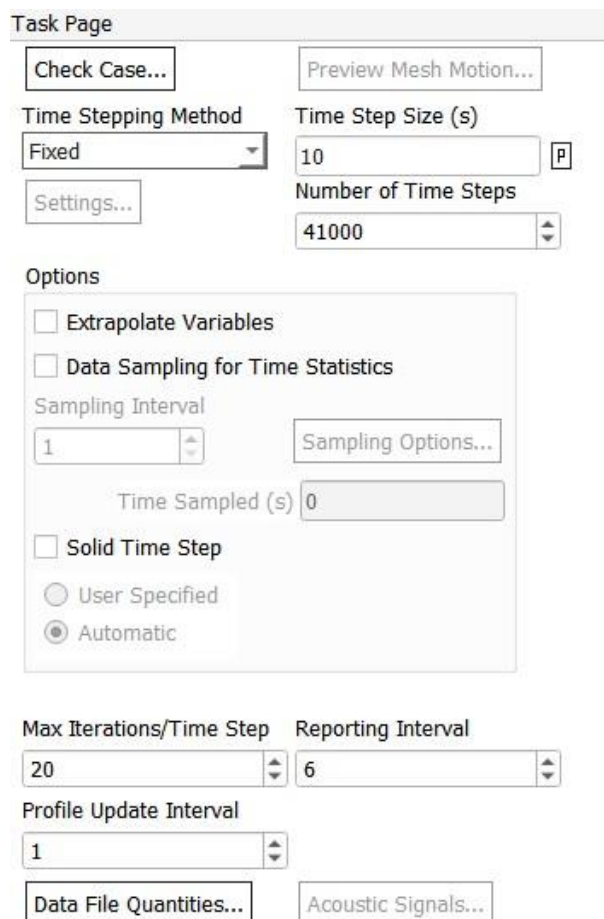 Task Page
Check Case... Preview Mesh Motion...
Time Stepping Method Time Step Size (s)
Fixed 10 P
Settings... Number of Time Steps
41000
Options
Extrapolate Variables
Data Sampling for Time Statistics
Sampling Interval
1 Sampling Options...
Time Sampled (s) 0
Solid Time Step
User Specified
Automatic
Max Iterations/Time Step Reporting Interval
20 6
Profile Update Interval
1
Data File Quantities... Acoustic Signals...